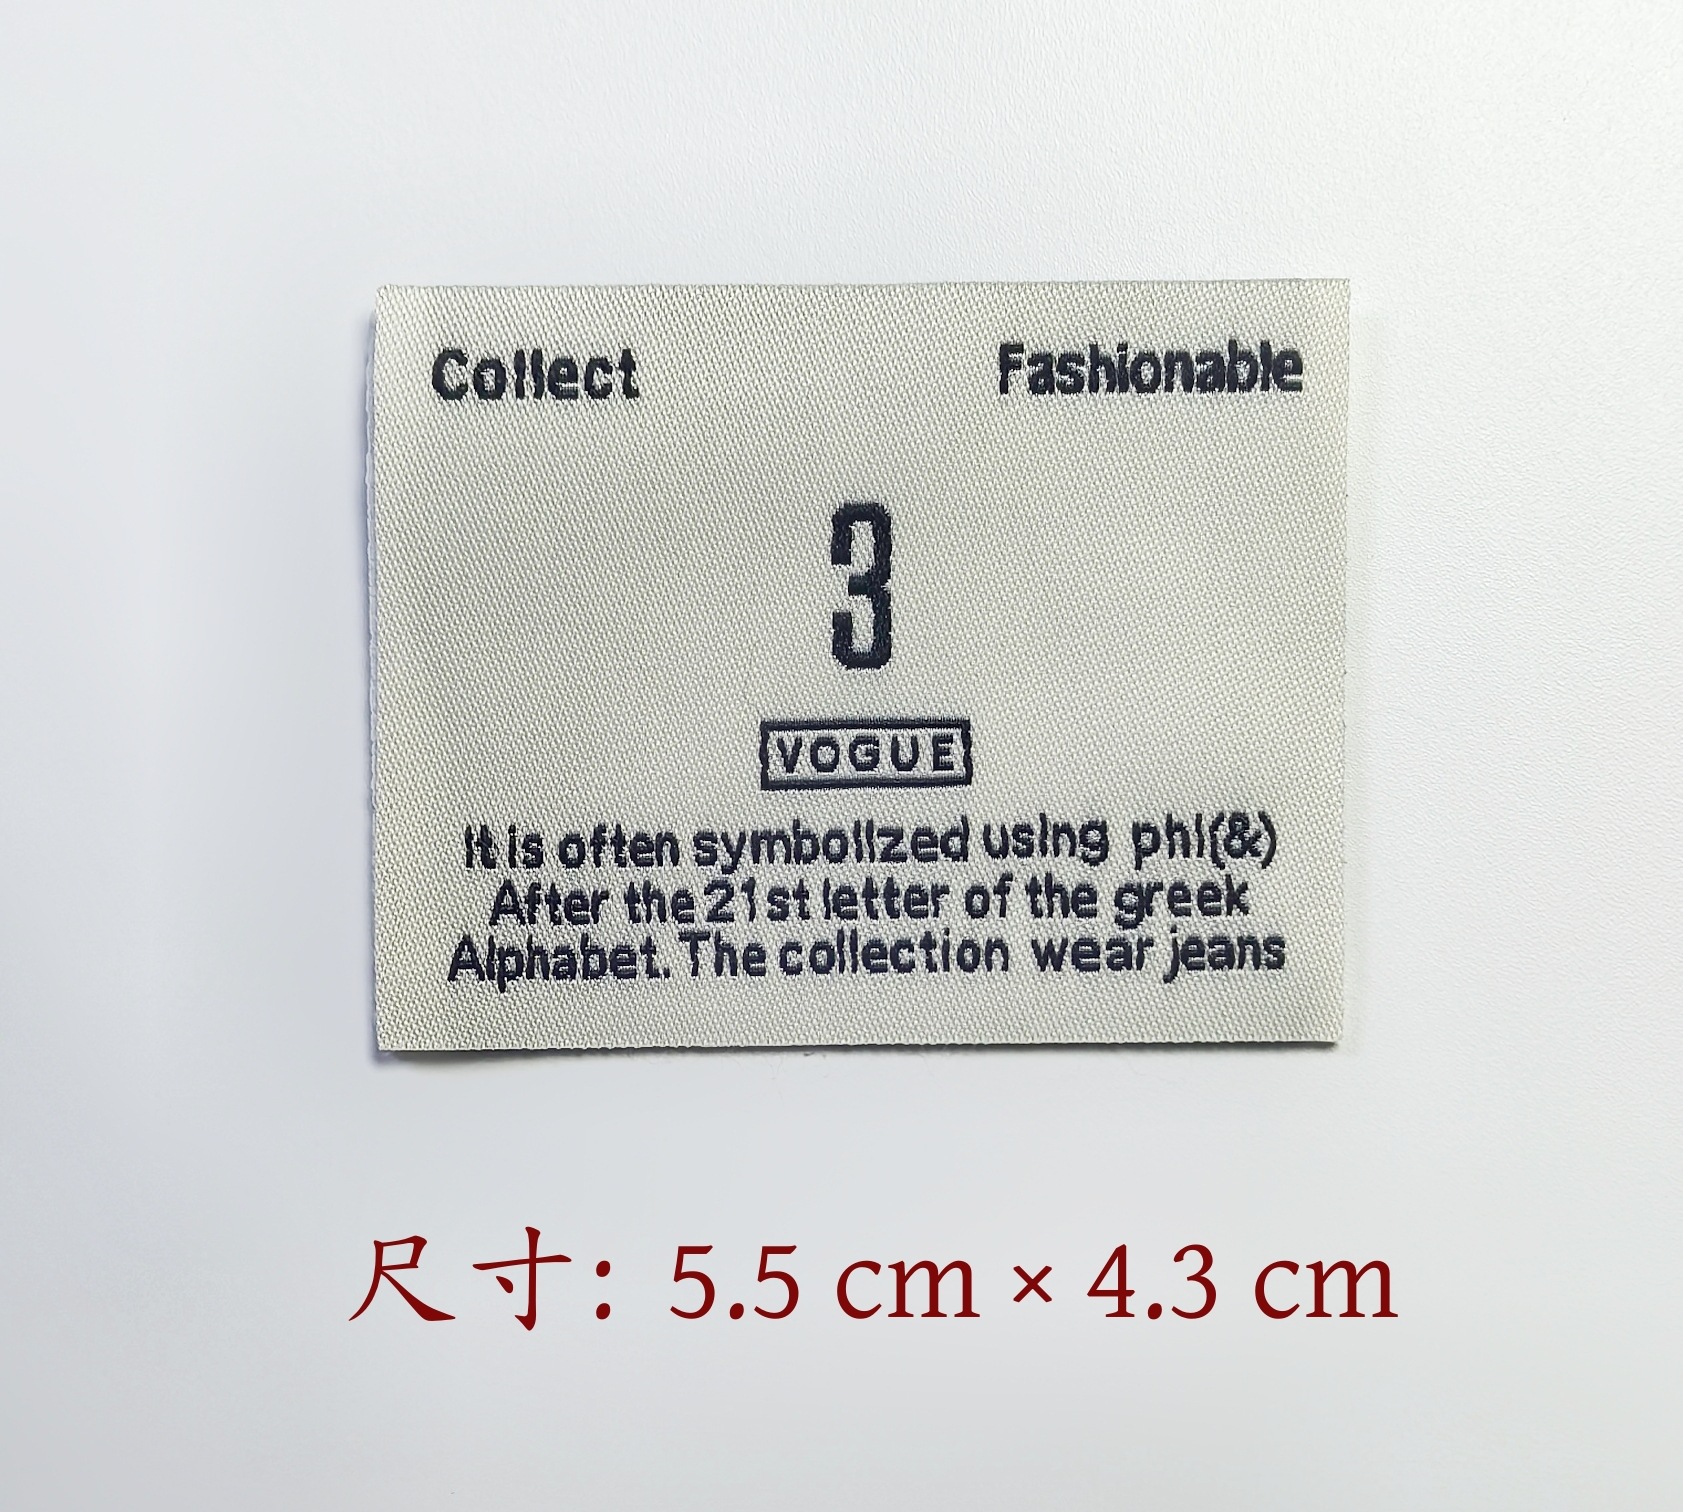 Collect Fashionable
3
VOGUE
It is often symbolized using phi(&)
After the 21st letter of the greek
Alphabet. The collection wear jeans
尺寸: 5.5 cm × 4.3 cm